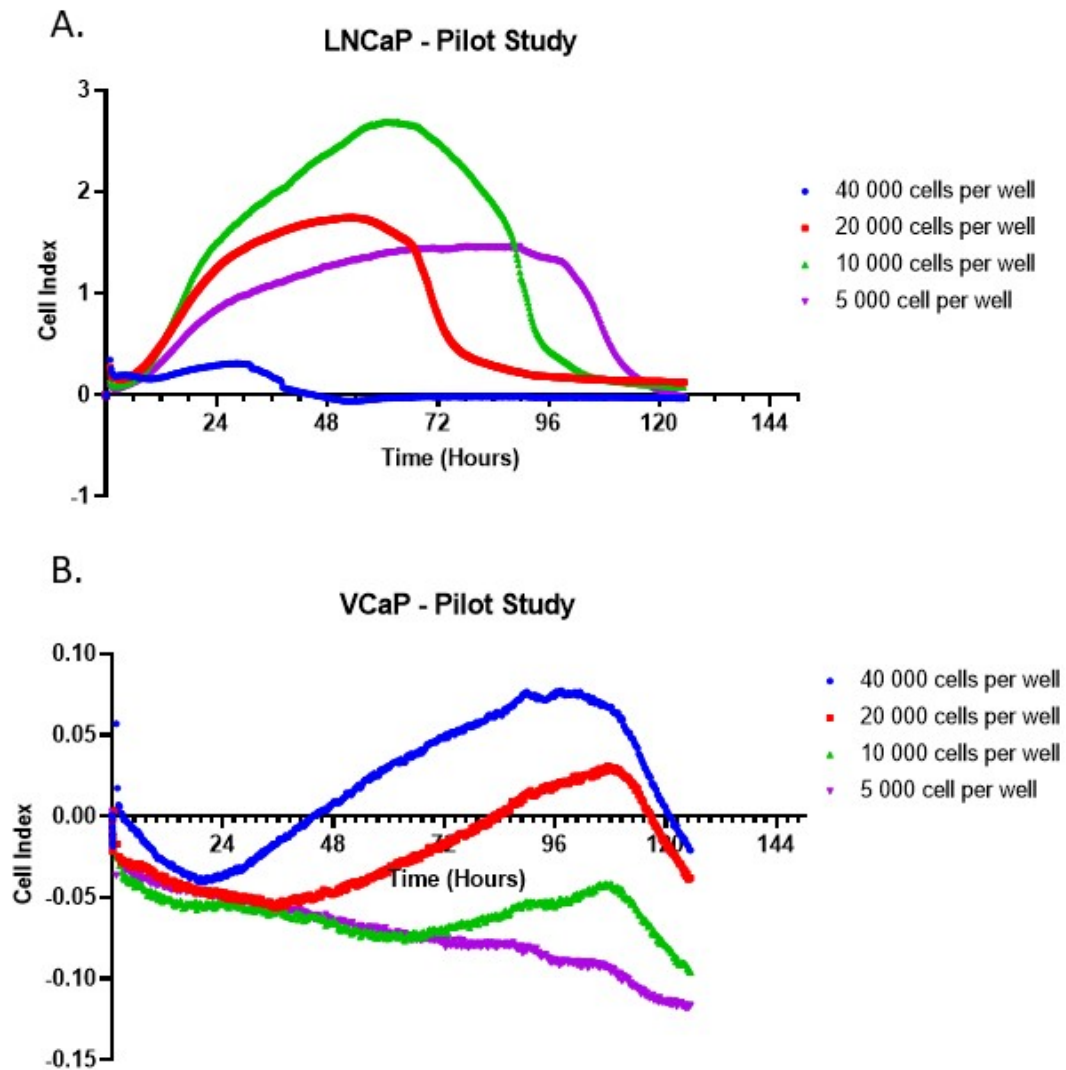 A.
LNCaP - Pilot Study
3
2
1
0
-1
Cell Index
24 48 72 96 120 144
Time (Hours)
40 000 cells per well
20 000 cells per well
10 000 cells per well
5 000 cell per well
B.
VCaP - Pilot Study
0.10
0.05
0.00
-0.05
-0.10
-0.15
Cell Index
24 48 72 96 120 144
Time (Hours)
40 000 cells per well
20 000 cells per well
10 000 cells per well
5 000 cell per well